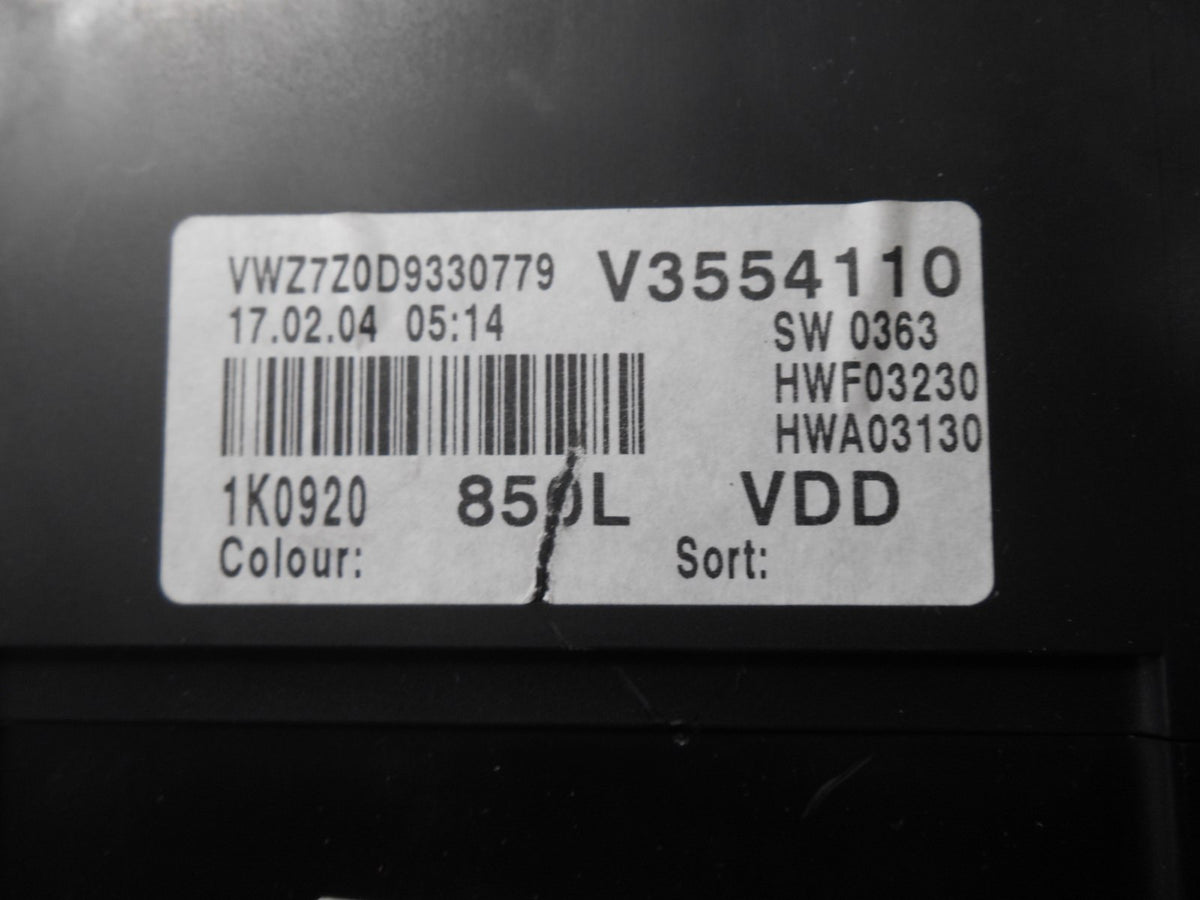 VWZ7Z0D9330779 V3554110
17.02.04 05:14 SW 0363
HWF03230
HWA03130
1K0920 850L VDD
Colour: Sort: